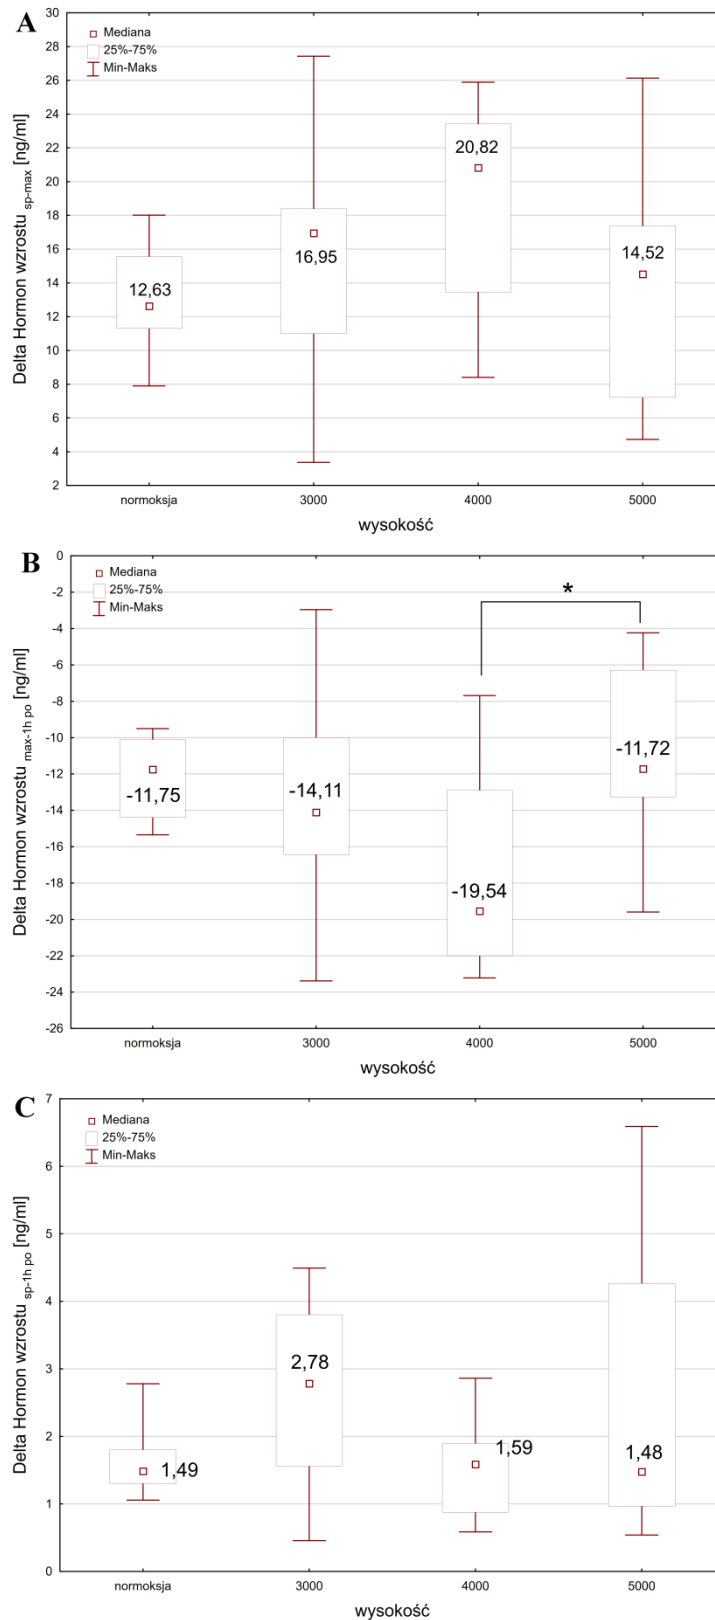 A
Delta Hormon wzrostu sp-max [ng/ml]
30
28
26
24
22
20
18
16
14
12
10
8
6
4
2
Mediana
25%-75%
Min-Maks
12,63
16,95
20,82
14,52
normoksja 3000 4000 5000
wysokość
B
Delta Hormon wzrostu max-1h po [ng/ml]
0
-2
-4
-6
-8
-10
-12
-14
-16
-18
-20
-22
-24
-26
Mediana
25%-75%
Min-Maks
*
-11,75
-14,11
-19,54
-11,72
normoksja 3000 4000 5000
wysokość
C
Delta Hormon wzrostu sp-1h po [ng/ml]
7
6
5
4
3
2
1
0
Mediana
25%-75%
Min-Maks
1,49
2,78
1,59
1,48
normoksja 3000 4000 5000
wysokość